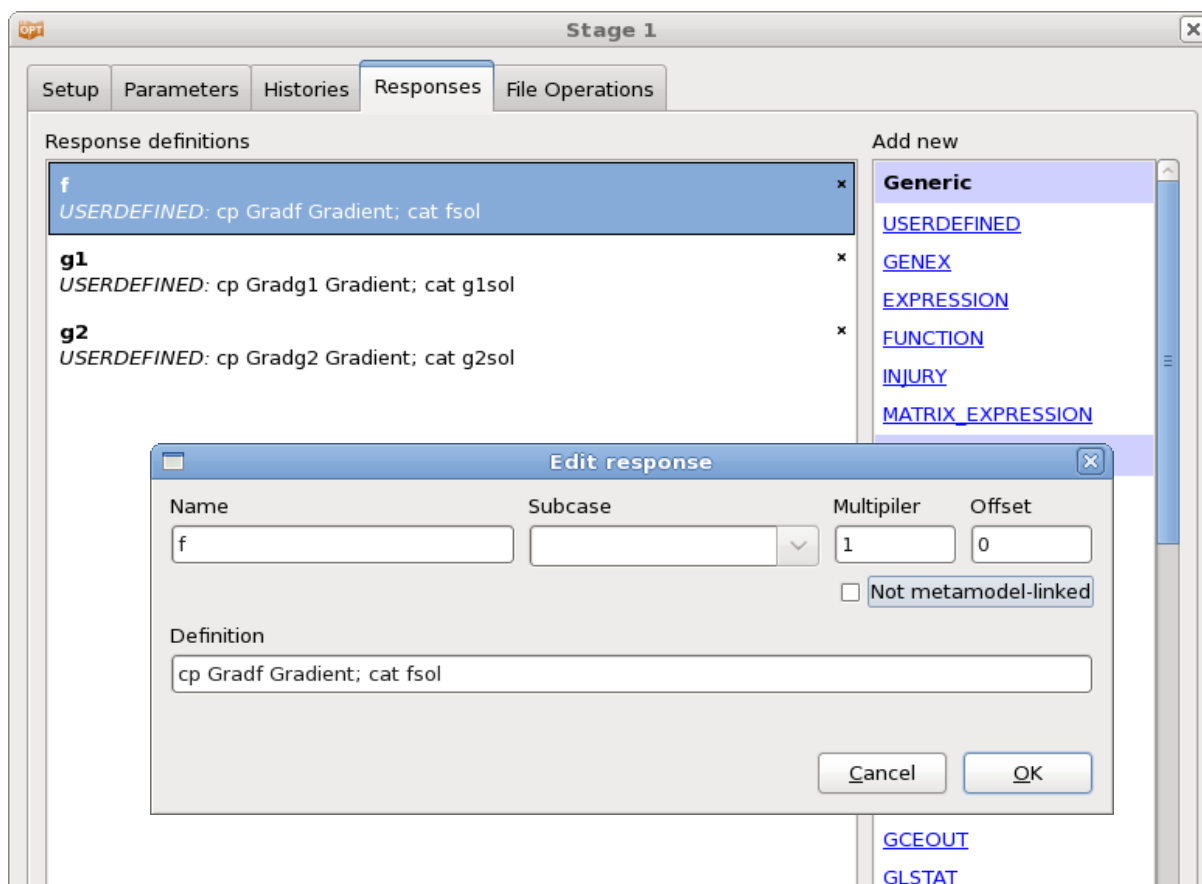 OPT
Stage 1
Setup
Parameters
Histories
Responses
File Operations
Response definitions
Add new
f
USERDEFINED: cp Gradf Gradient; cat fsol
g1
USERDEFINED: cp Gradg1 Gradient; cat g1sol
g2
USERDEFINED: cp Gradg2 Gradient; cat g2sol
Generic
USERDEFINED
GENEX
EXPRESSION
FUNCTION
INJURY
MATRIX_EXPRESSION
Edit response
Name
Subcase
Multipiler
Offset
f
1
0
Not metamodel-linked
Definition
cp Gradf Gradient; cat fsol
Cancel
OK
GCEOUT
GLSTAT